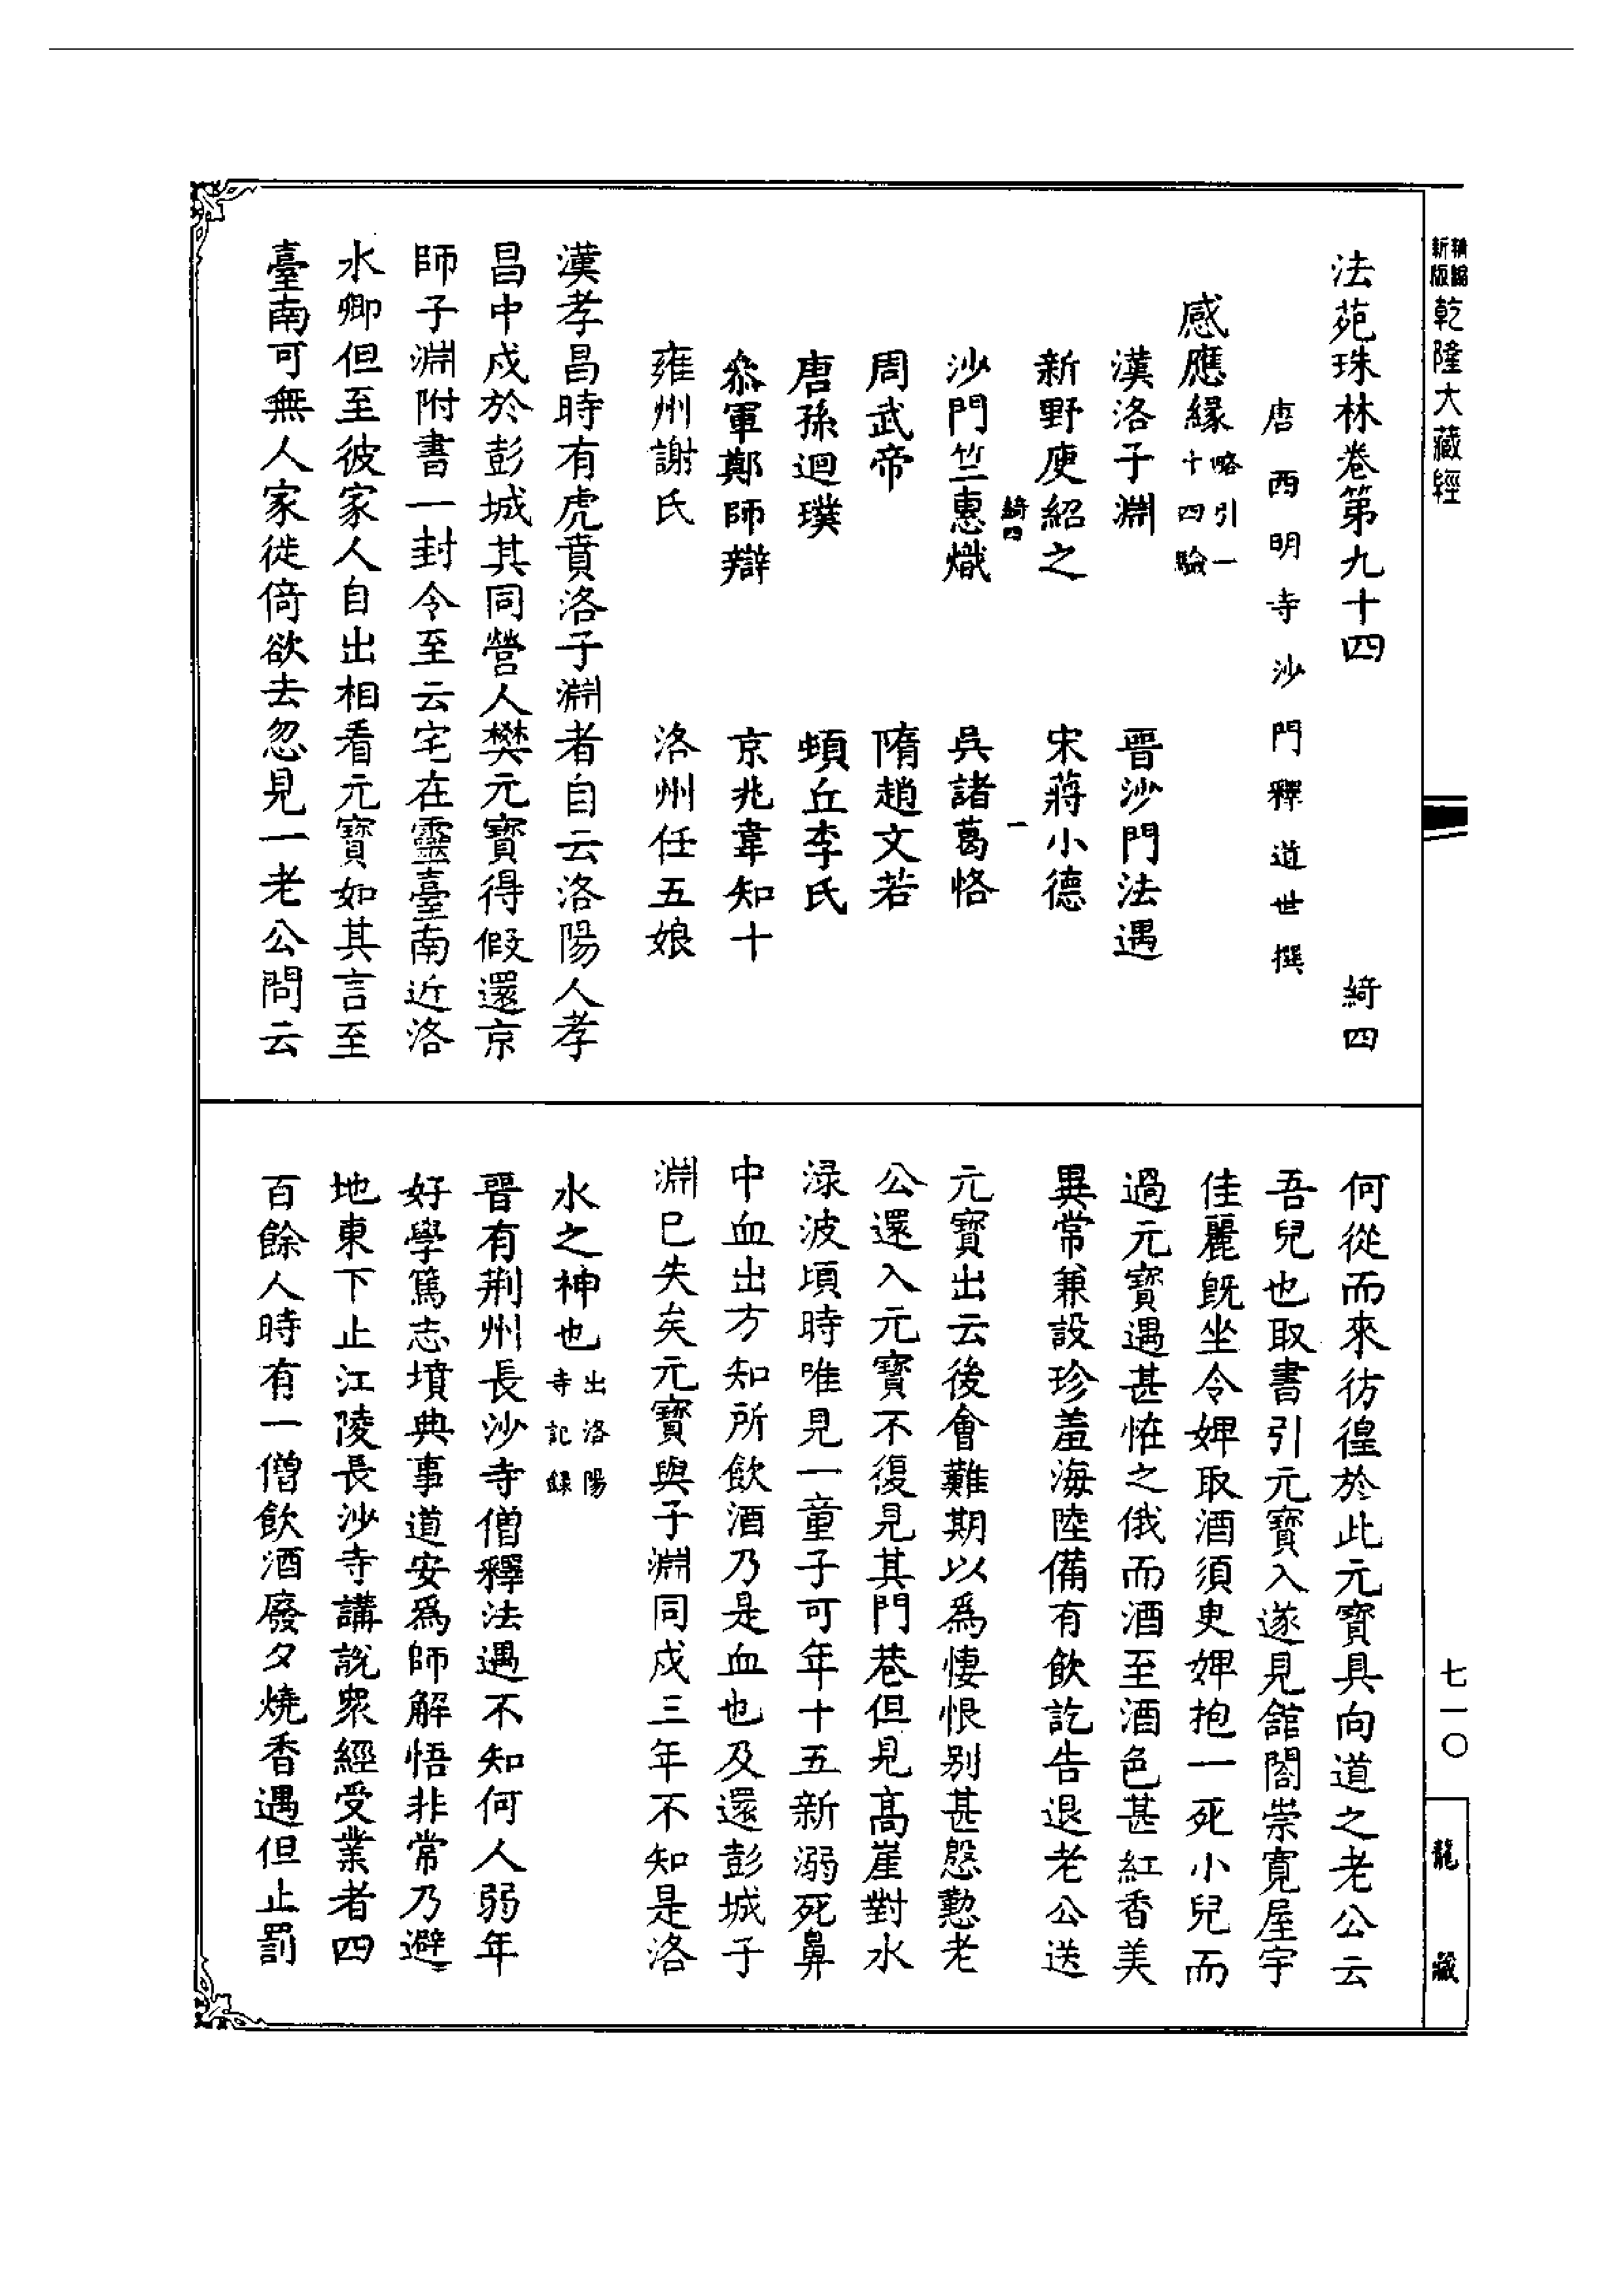 新編
新版
乾隆大藏經
七一〇
龍藏
法苑珠林卷第九十四 綺四
唐西明寺沙門釋道世撰
感應緣略引一十四驗
漢洛子淵 晉沙門法遇
新野庾紹之 宋蔣小德
綺四 一
沙門竺惠熾 吳諸葛恪
周武帝 隋趙文若
唐孫迴璞 頓丘李氏
叅軍鄭師辯 京兆韋知十
雍州謝氏 洛州任五娘
漢孝昌時有虎賁洛子淵者自云洛陽人孝
昌中戍於彭城其同營人樊元寶得假還京
師子淵附書一封令至云宅在靈臺南近洛
水卿但至彼家人自出相看元寶如其言至
臺南可無人家徙倚欲去忽見一老公問云
何從而來彷徨於此元寶具向道之老公云
吾兒也取書引元寶入遂見館閣崇寬屋宇
佳麗旣坐令婢取酒須臾婢抱一死小兒而
過元寶遇甚恠之俄而酒至酒色甚紅香美
異常兼設珍羞海陸備有飲訖告退老公送
元寶出云後會難期以爲悽恨別甚慇懃老
公還入元寶不復見其門巷但見高崖對水
淥波頃時唯見一童子可年十五新溺死鼻
中血出方知所飲酒乃是血也及還彭城子
淵巳失矣元寶與子淵同戍三年不知是洛
水之神也出洛陽寺記錄
晉有荆州長沙寺僧釋法遇不知何人弱年
好學篤志墳典事道安爲師解悟非常乃避
地東下止江陵長沙寺講說衆經受業者四
百餘人時有一僧飲酒廢夕燒香遇但止罰